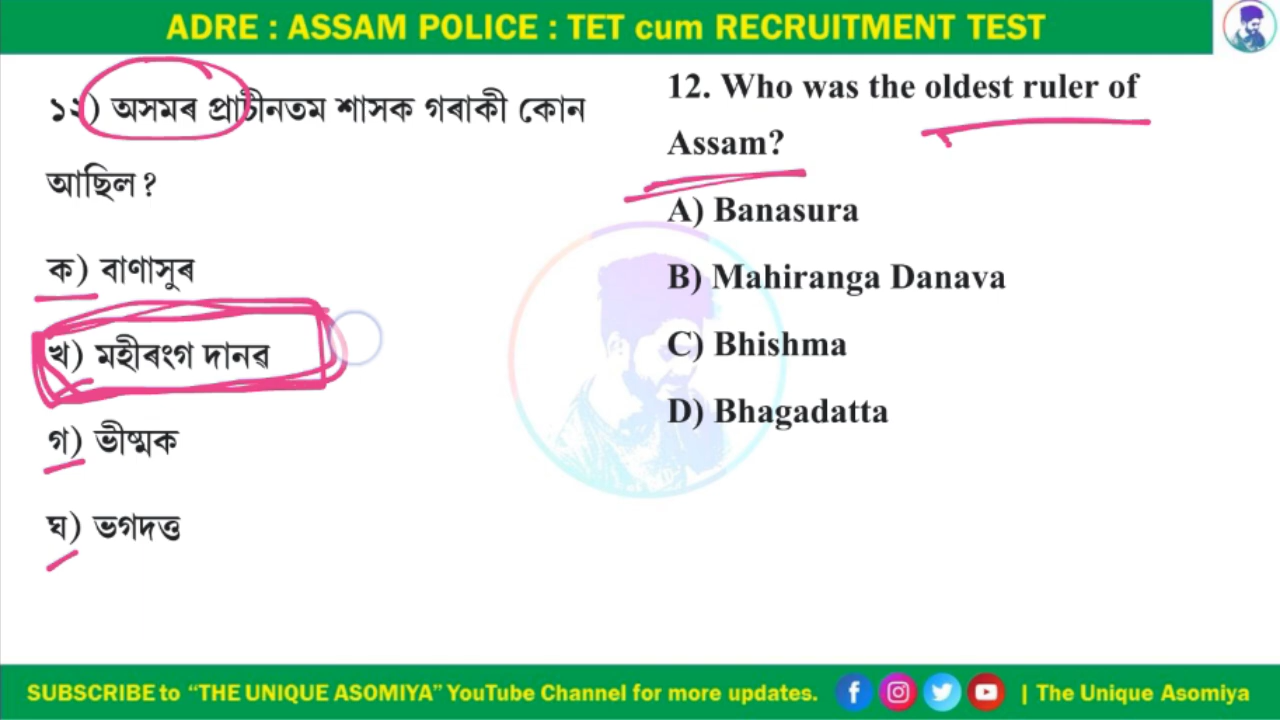 ADRE : ASSAM POLICE : TET cum RECRUITMENT TEST
১২) অসমৰ প্ৰাচীনতম শাসক গৰাকী কোন
আছিল ?
ক) বাণাসুৰ
খ) মহীৰংগ দানৱ
গ) ভীষ্মক
ঘ) ভগদত্ত
12. Who was the oldest ruler of
Assam?
A) Banasura
B) Mahiranga Danava
C) Bhishma
D) Bhagadatta
SUBSCRIBE to “THE UNIQUE ASOMIYA” YouTube Channel for more updates. | The Unique Asomiya